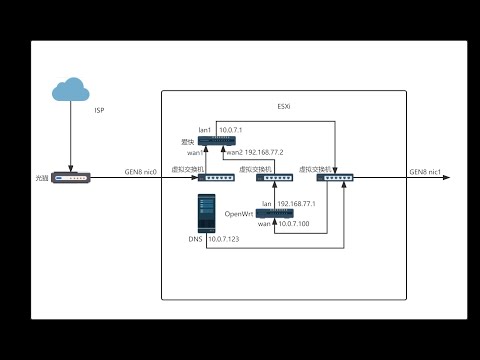 ESXi
ISP
lan1 10.0.7.1
爱快
wan1
wan2 192.168.77.2
光猫
GEN8 nic0
虚拟交换机
虚拟交换机
虚拟交换机
GEN8 nic1
lan 192.168.77.1
OpenWrt
wan 10.0.7.100
DNS 10.0.7.123